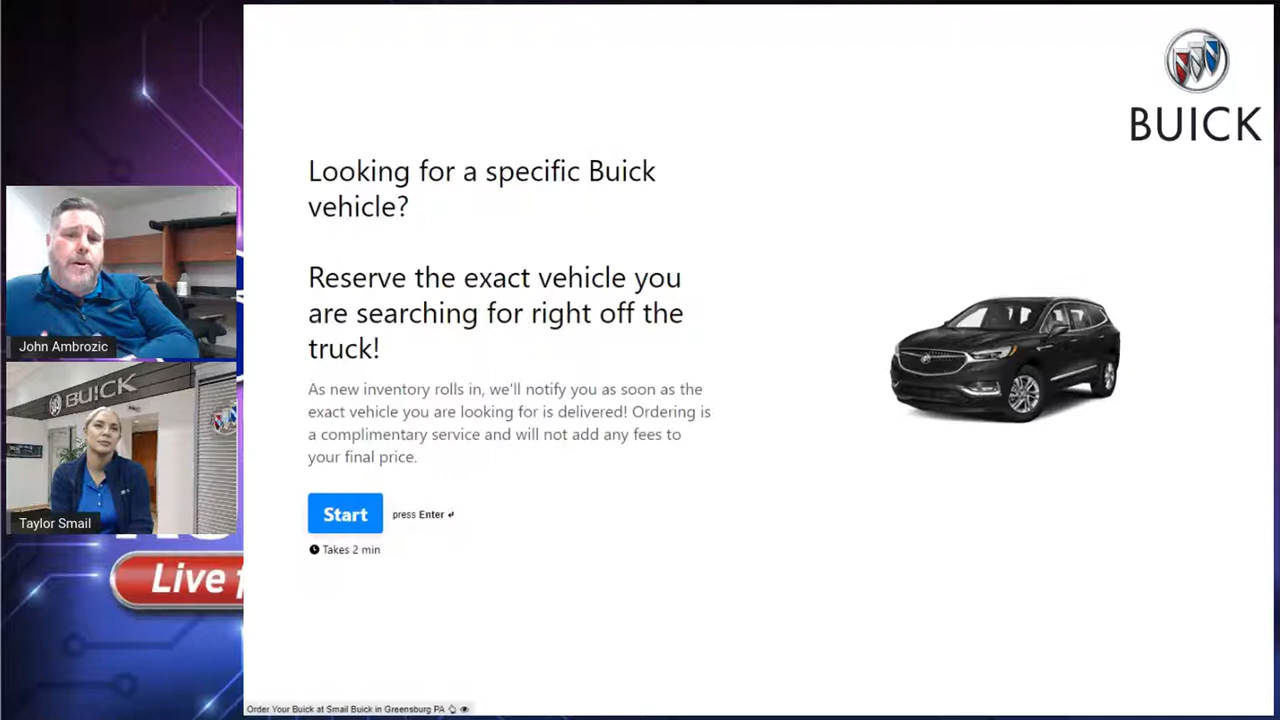 BUICK
Looking for a specific Buick
vehicle?
Reserve the exact vehicle you
are searching for right off the
truck!
As new inventory rolls in, we'll notify you as soon as the
exact vehicle you are looking for is delivered! Ordering is
a complimentary service and will not add any fees to
your final price.
Start
press Enter ↵
Takes 2 min
John Ambrozic
BUICK
Taylor Smail
Live
Order Your Buick at Smail Buick in Greensburg PA